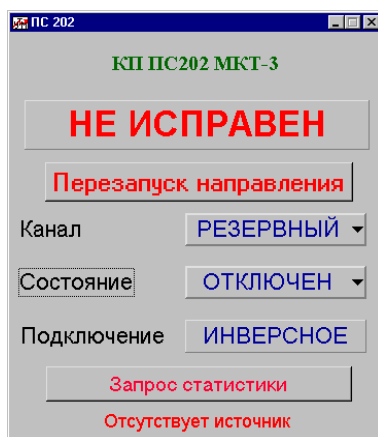 ПС 202
КП ПС202 МКТ-3
НЕ ИСПРАВЕН
Перезапуск направления
Канал РЕЗЕРВНЫЙ
Состояние ОТКЛЮЧЕН
Подключение ИНВЕРСНОЕ
Запрос статистики
Отсутствует источник